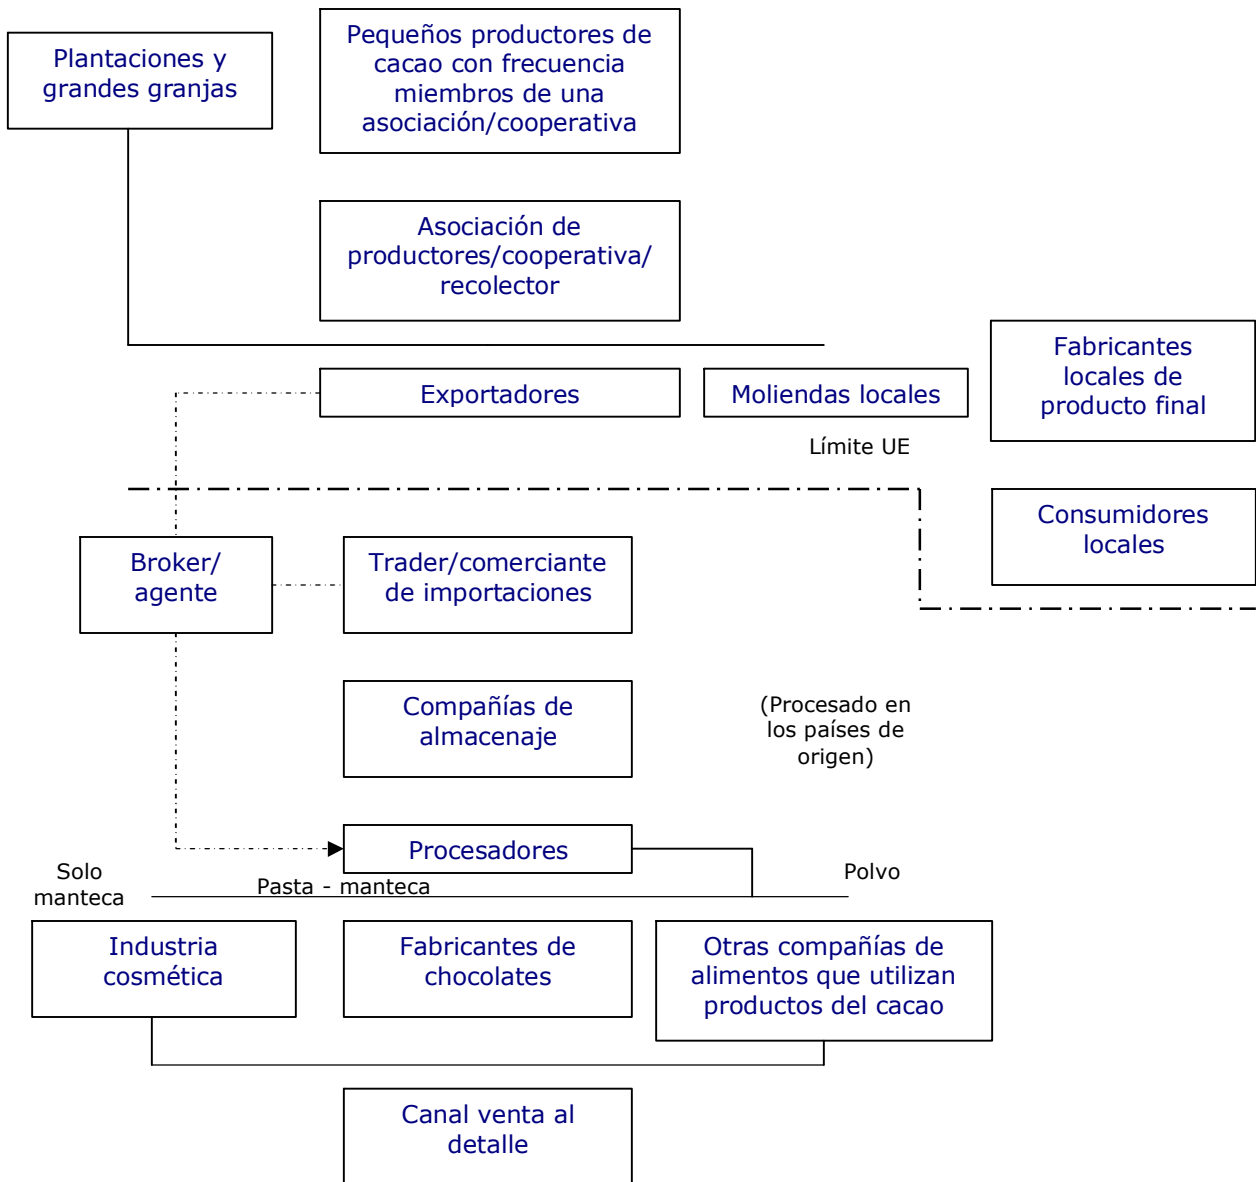 Plantaciones y
grandes granjas
Pequeños productores de
cacao con frecuencia
miembros de una
asociación/cooperativa
Asociación de
productores/cooperativa/
recolector
Exportadores
Moliendas locales
Fabricantes
locales de
producto final
Límite UE
Consumidores
locales
Broker/
agente
Trader/comerciante
de importaciones
Compañías de
almacenaje
(Procesado en
los países de
origen)
Procesadores
Solo
manteca
Pasta - manteca
Polvo
Industria
cosmética
Fabricantes de
chocolates
Otras compañías de
alimentos que utilizan
productos del cacao
Canal venta al
detalle